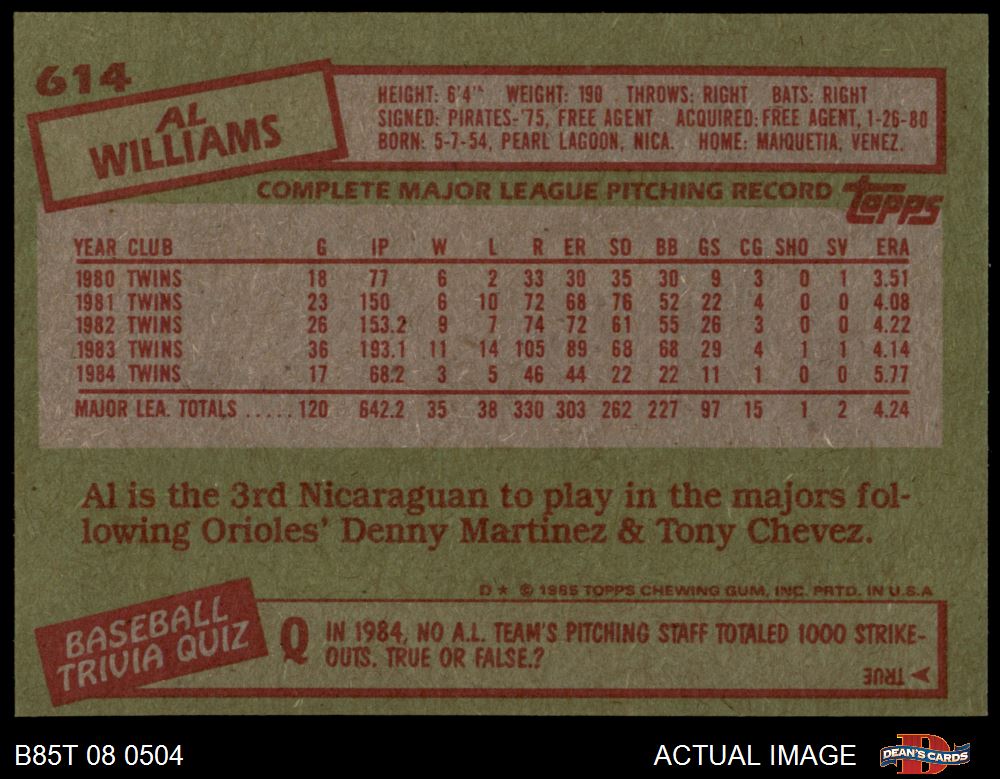 614
AL
WILLIAMS
HEIGHT: 6'4" WEIGHT: 190 THROWS: RIGHT BATS: RIGHT
SIGNED: PIRATES-'75, FREE AGENT ACQUIRED: FREE AGENT, 1-26-80
BORN: 5-7-54, PEARL LAGOON, NICA. HOME: MAIQUETIA, VENEZ.
COMPLETE MAJOR LEAGUE PITCHING RECORD topps
YEAR CLUB G IP W L R ER SO BB GS CG SHO SV ERA
1980 TWINS 18 77 6 2 33 30 35 30 9 3 0 1 3.51
1981 TWINS 23 150 6 10 72 68 76 52 22 4 0 0 4.08
1982 TWINS 26 153.2 9 7 74 72 61 55 26 3 0 0 4.22
1983 TWINS 36 193.1 11 14 105 89 68 68 29 4 1 1 4.14
1984 TWINS 17 68.2 3 5 46 44 22 22 11 1 0 0 5.77
MAJOR LEA. TOTALS ..... 120 642.2 35 38 330 303 262 227 97 15 1 2 4.24
Al is the 3rd Nicaraguan to play in the majors fol-
lowing Orioles' Denny Martinez & Tony Chevez.
D★ © 1985 TOPPS CHEWING GUM, INC. PRTD. IN U.S.A
BASEBALL
TRIVIA QUIZ
Q IN 1984, NO A.L. TEAM'S PITCHING STAFF TOTALED 1000 STRIKE-
OUTS. TRUE OR FALSE.?
TRUE
B85T 08 0504 ACTUAL IMAGE DEAN'S CARDS